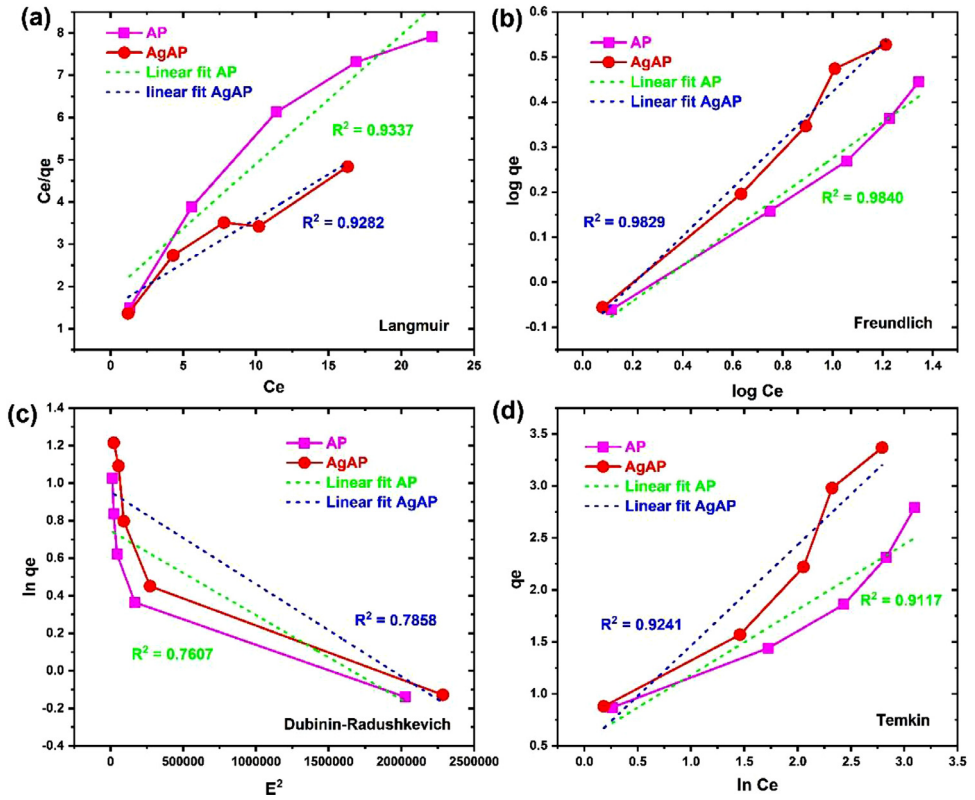 (a)
AP
AgAP
Linear fit AP
linear fit AgAP
R² = 0.9337
R² = 0.9282
Langmuir
8
7
6
5
4
3
2
1
0
5
10
15
20
25
Ce/qe
Ce
(b)
AP
AgAP
Linear fit AP
Linear fit AgAP
R² = 0.9829
R² = 0.9840
Freundlich
0.6
0.5
0.4
0.3
0.2
0.1
0.0
-0.1
0.0
0.2
0.4
0.6
0.8
1.0
1.2
1.4
log qe
log Ce
(c)
AP
AgAP
Linear fit AP
Linear fit AgAP
R² = 0.7858
R² = 0.7607
Dubinin-Radushkevich
1.4
1.2
1.0
0.8
0.6
0.4
0.2
0.0
-0.2
-0.4
0
500000
1000000
1500000
2000000
2500000
ln qe
E²
(d)
AP
AgAP
Linear fit AP
Linear fit AgAP
R² = 0.9241
R² = 0.9117
Temkin
3.5
3.0
2.5
2.0
1.5
1.0
0.5
0.0
0.5
1.0
1.5
2.0
2.5
3.0
3.5
qe
ln Ce